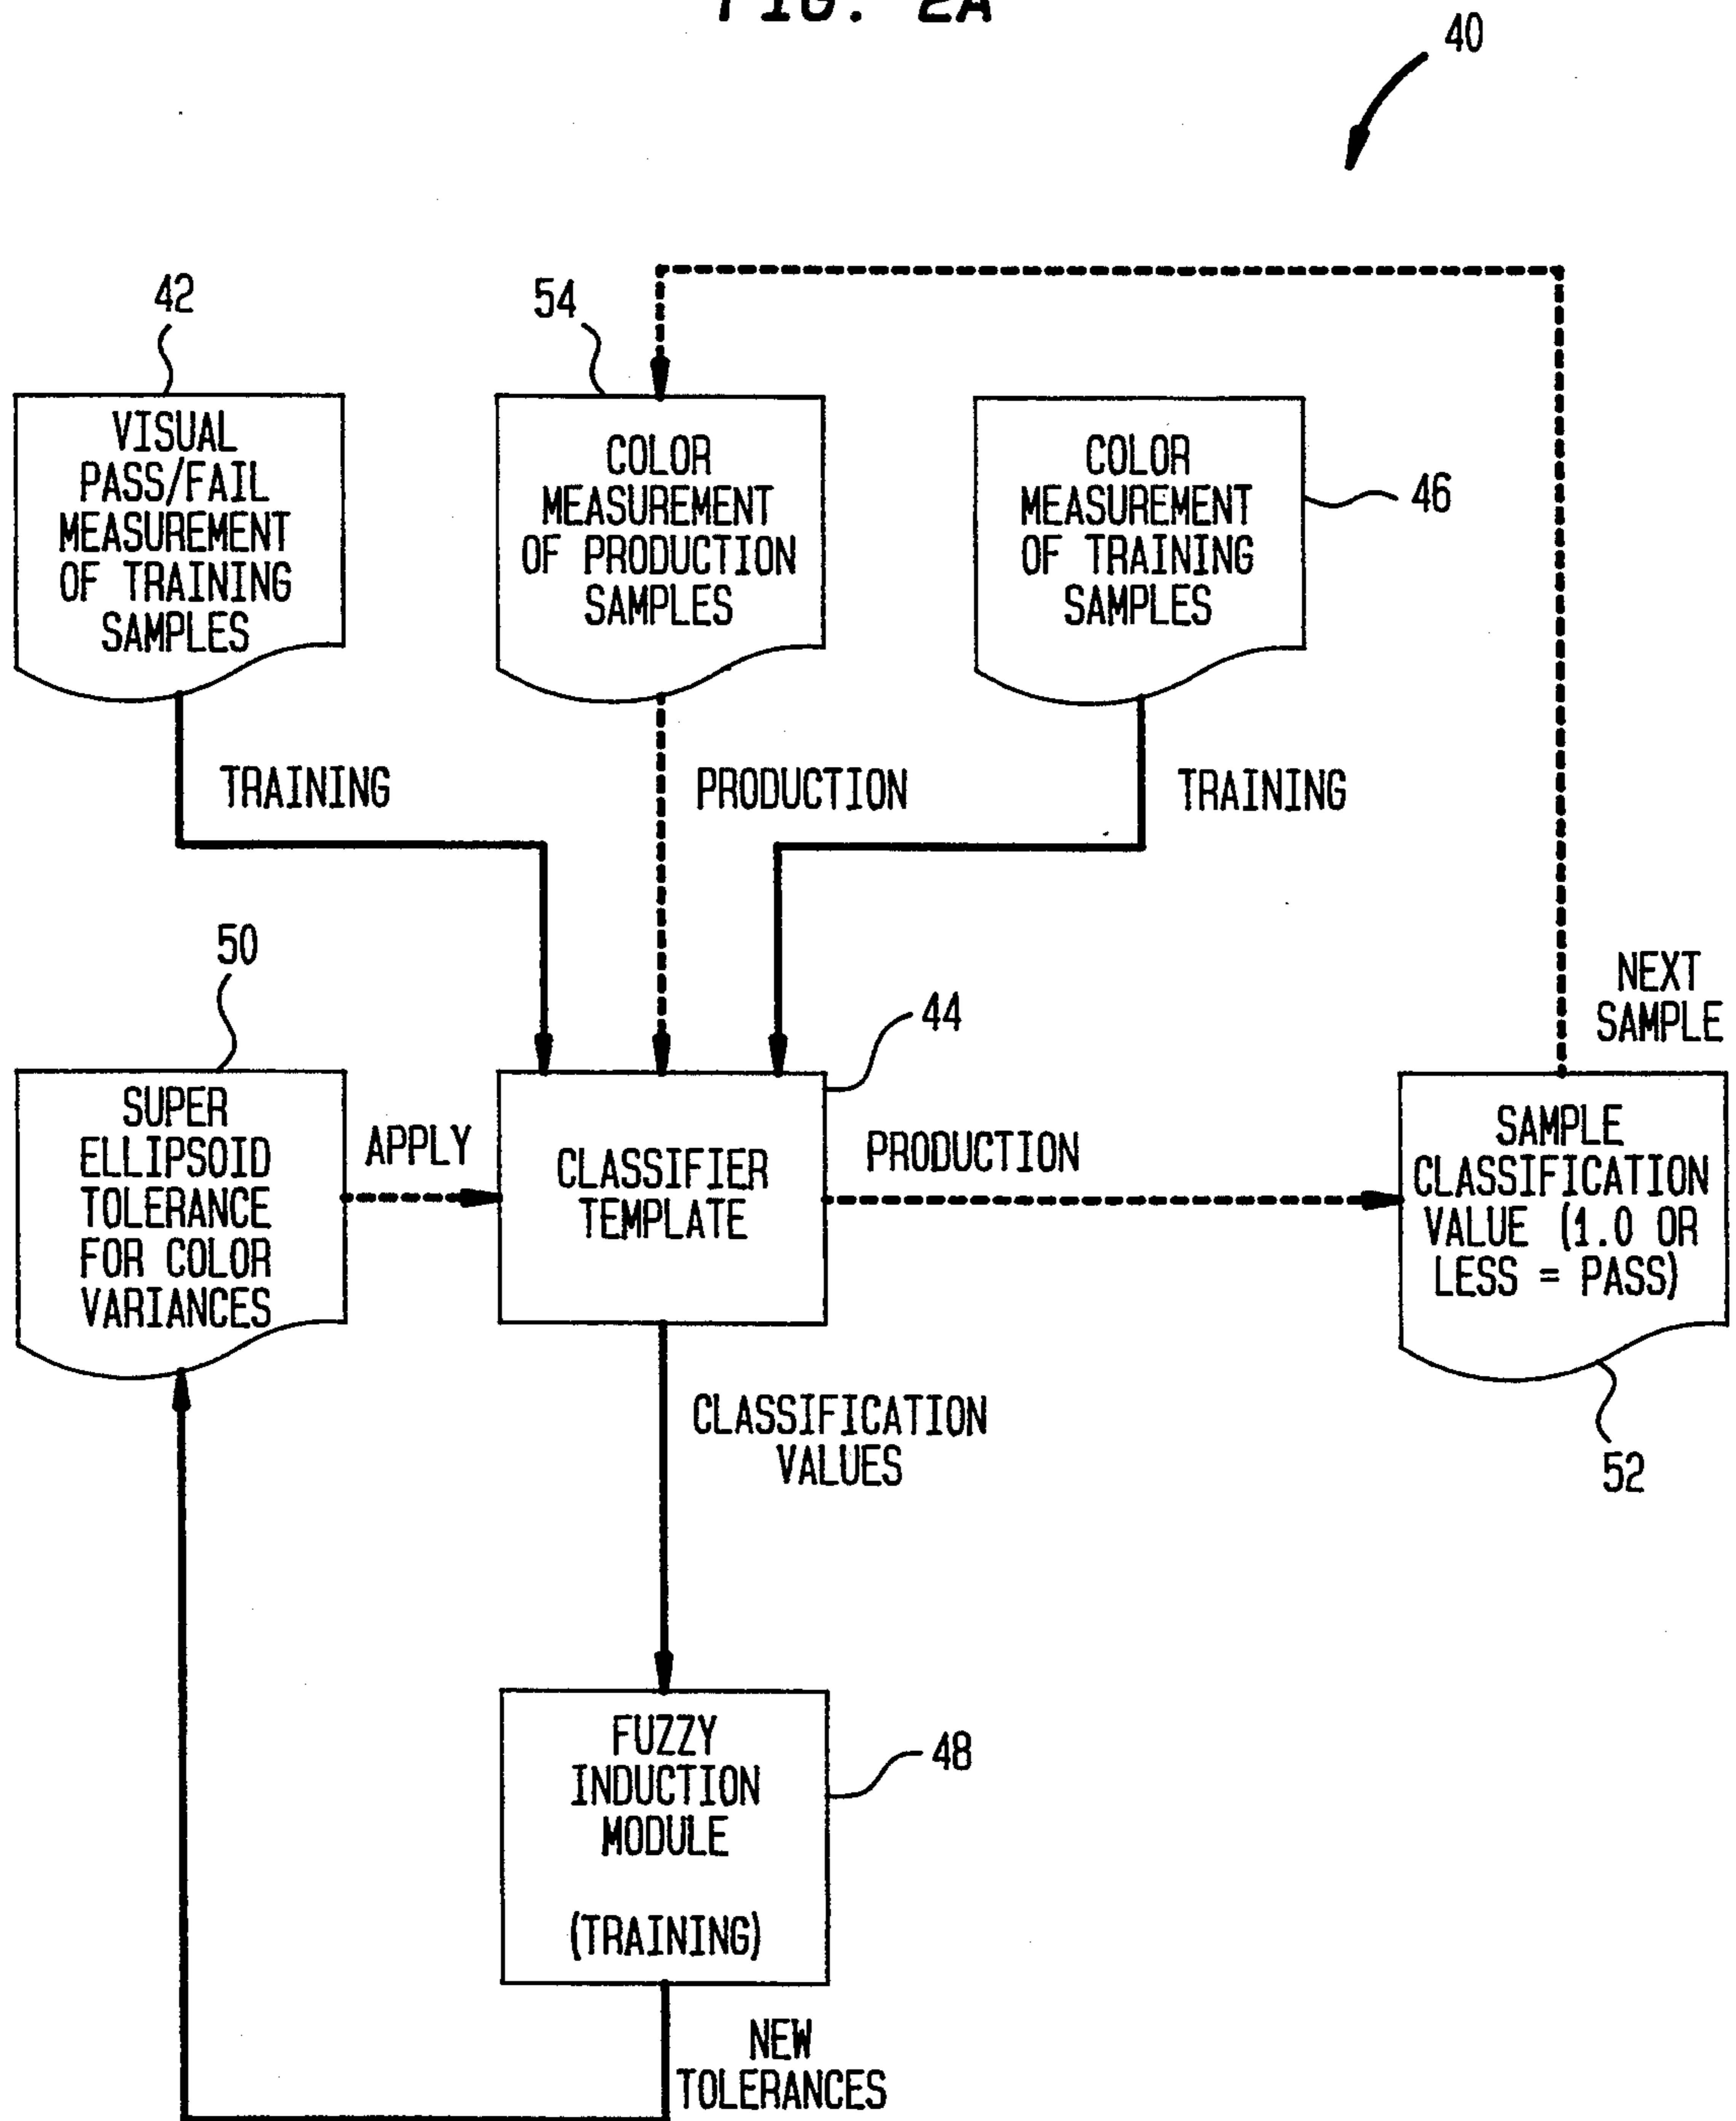 FIG. 2A
40
42
54
VISUAL
PASS/FAIL
MEASUREMENT
OF TRAINING
SAMPLES
COLOR
MEASUREMENT
OF PRODUCTION
SAMPLES
COLOR
MEASUREMENT
OF TRAINING
SAMPLES
46
TRAINING
PRODUCTION
TRAINING
50
44
NEXT
SAMPLE
SUPER
ELLIPSOID
TOLERANCE
FOR COLOR
VARIANCES
APPLY
CLASSIFIER
TEMPLATE
PRODUCTION
SAMPLE
CLASSIFICATION
VALUE (1.0 OR
LESS = PASS)
52
CLASSIFICATION
VALUES
FUZZY
INDUCTION
MODULE
(TRAINING)
48
NEW
TOLERANCES